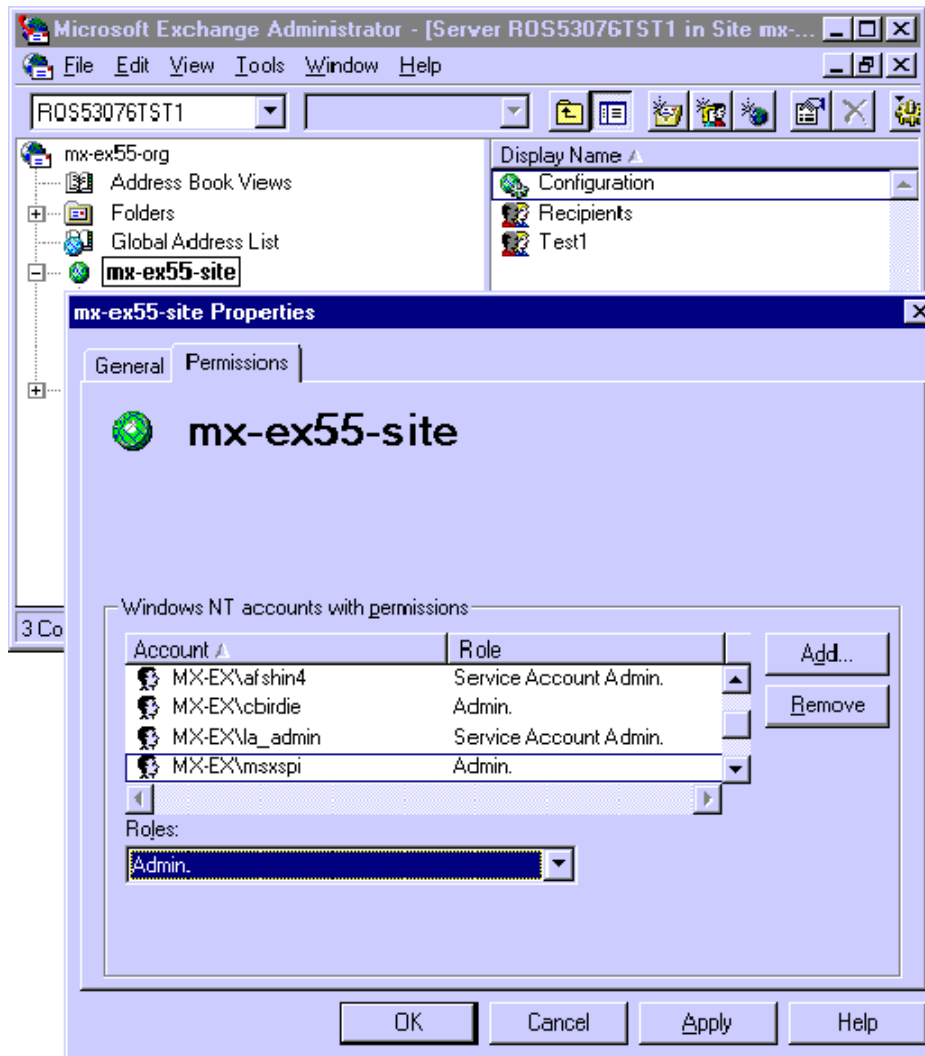 Microsoft Exchange Administrator - [Server ROS53076TST1 in Site mx-...
File Edit View Tools Window Help
ROS53076TST1
mx-ex55-org
Address Book Views
Folders
Global Address List
mx-ex55-site
Display Name
Configuration
Recipients
Test1
3 Co
mx-ex55-site Properties
General Permissions
mx-ex55-site
Windows NT accounts with permissions
Account Role
MX-EX\afshin4 Service Account Admin.
MX-EX\cbirdie Admin.
MX-EX\la_admin Service Account Admin.
MX-EX\msxspi Admin.
Add...
Remove
Roles:
Admin.
OK Cancel Apply Help